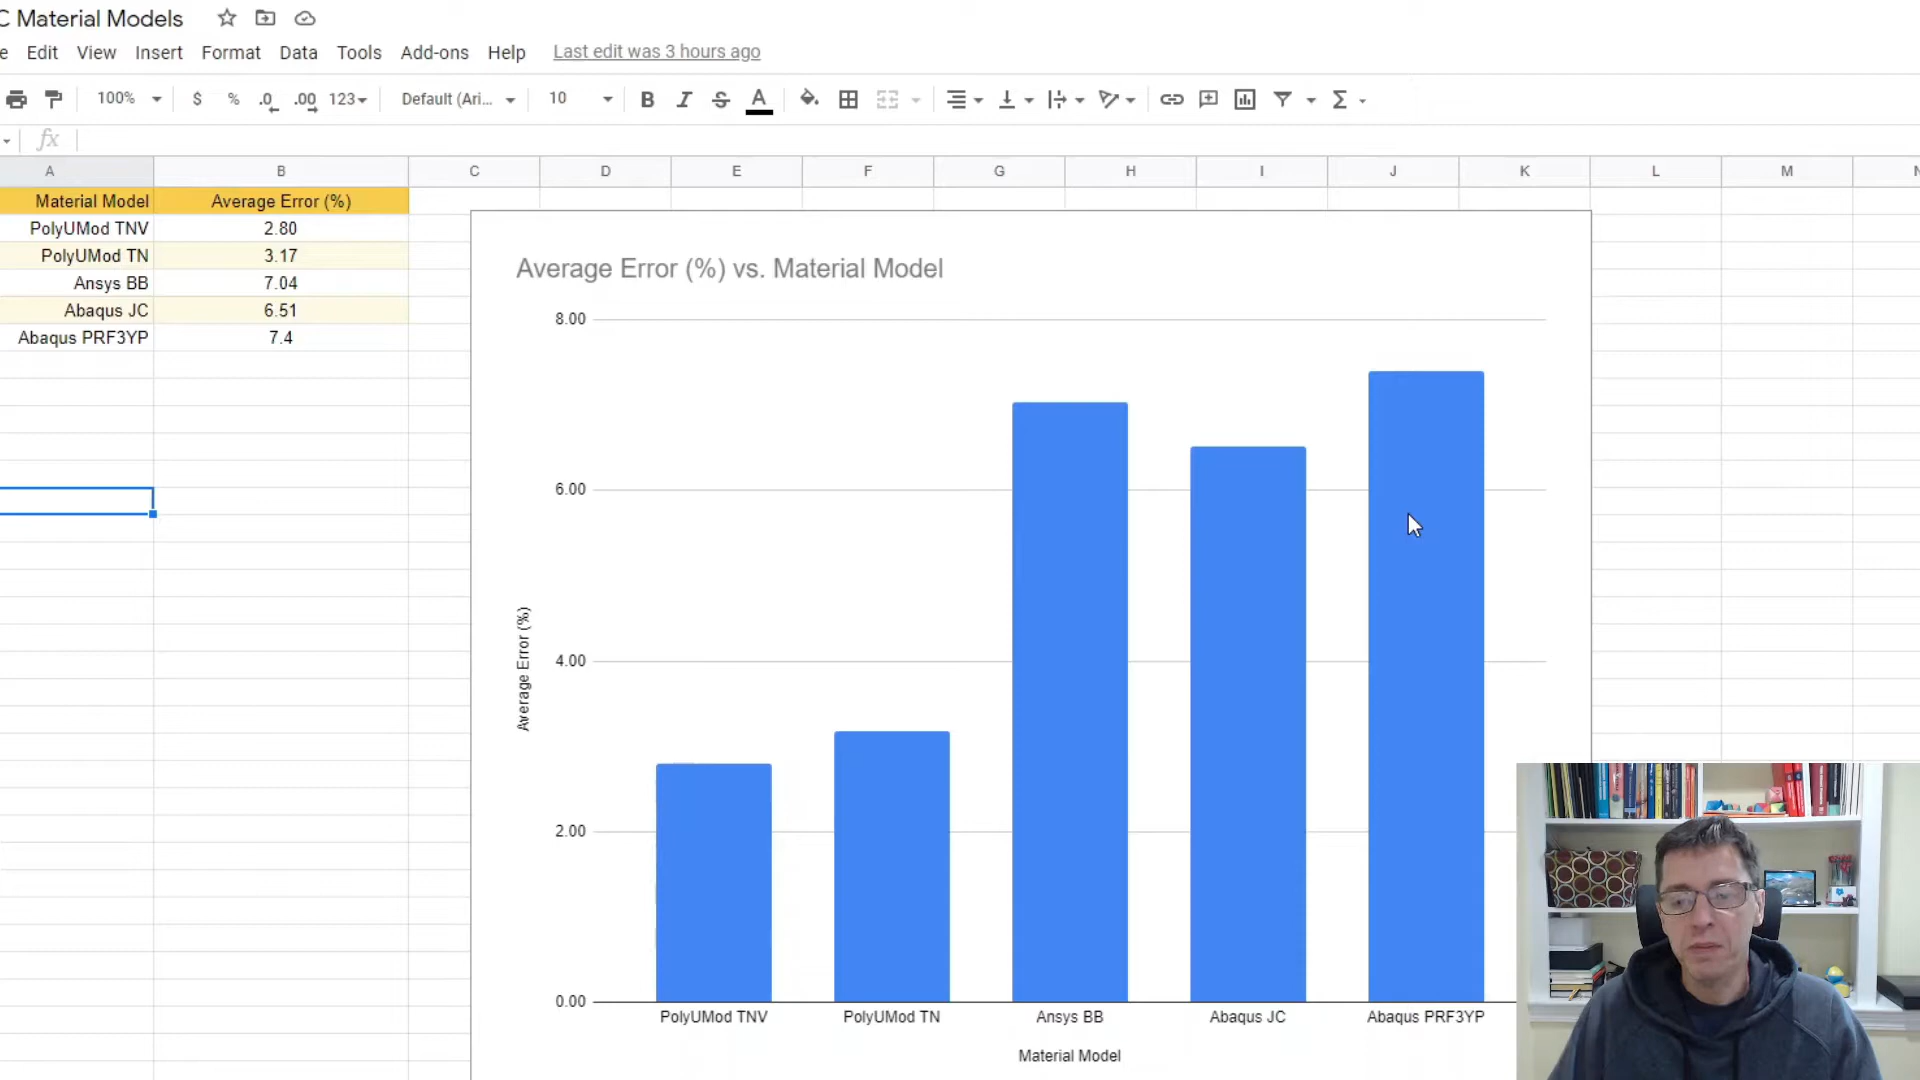 C Material Models
e Edit View Insert Format Data Tools Add-ons Help Last edit was 3 hours ago
100% $ % .0 .00 123 Default (Ari... 10 B I S A Σ
fx
A B C D E F G H I J K L M N
Material Model Average Error (%)
PolyUMod TNV 2.80
PolyUMod TN 3.17
Ansys BB 7.04
Abaqus JC 6.51
Abaqus PRF3YP 7.4
Average Error (%) vs. Material Model
8.00
6.00
4.00
2.00
0.00
Average Error (%)
PolyUMod TNV PolyUMod TN Ansys BB Abaqus JC Abaqus PRF3YP
Material Model